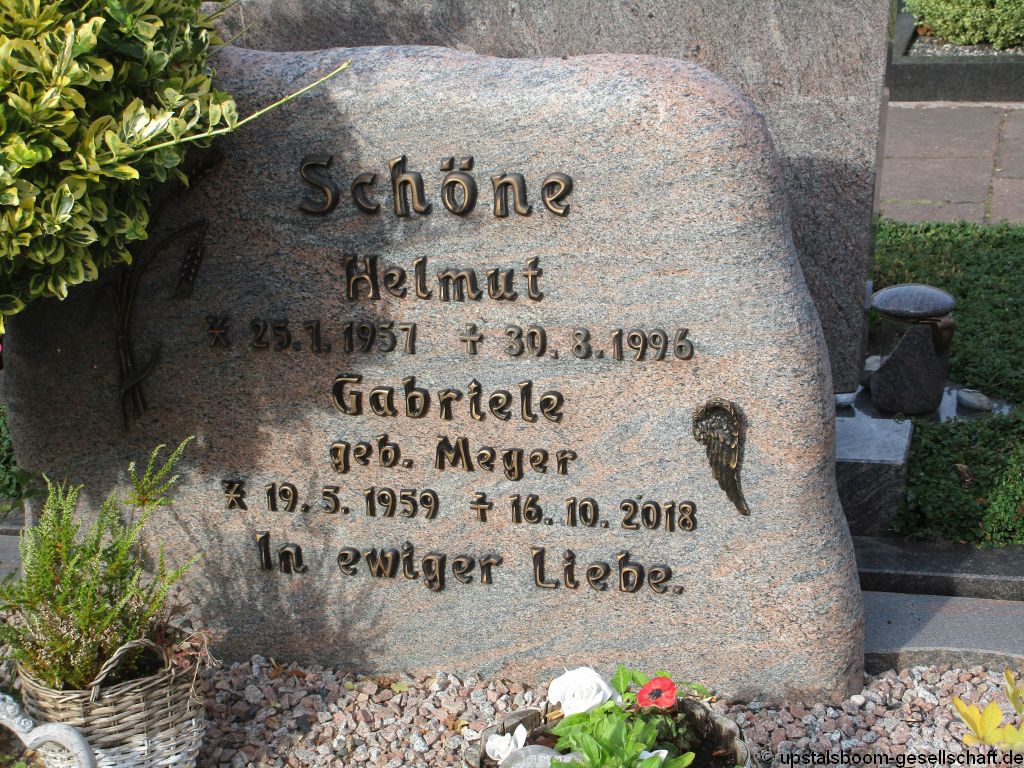 Schöne
Helmut
* 25. 1. 1957 † 30. 8. 1996
Gabriele
geb. Meger
* 19. 5. 1959 † 16. 10. 2018
In ewiger Liebe.
© upstalsboom-gesellschaft.de